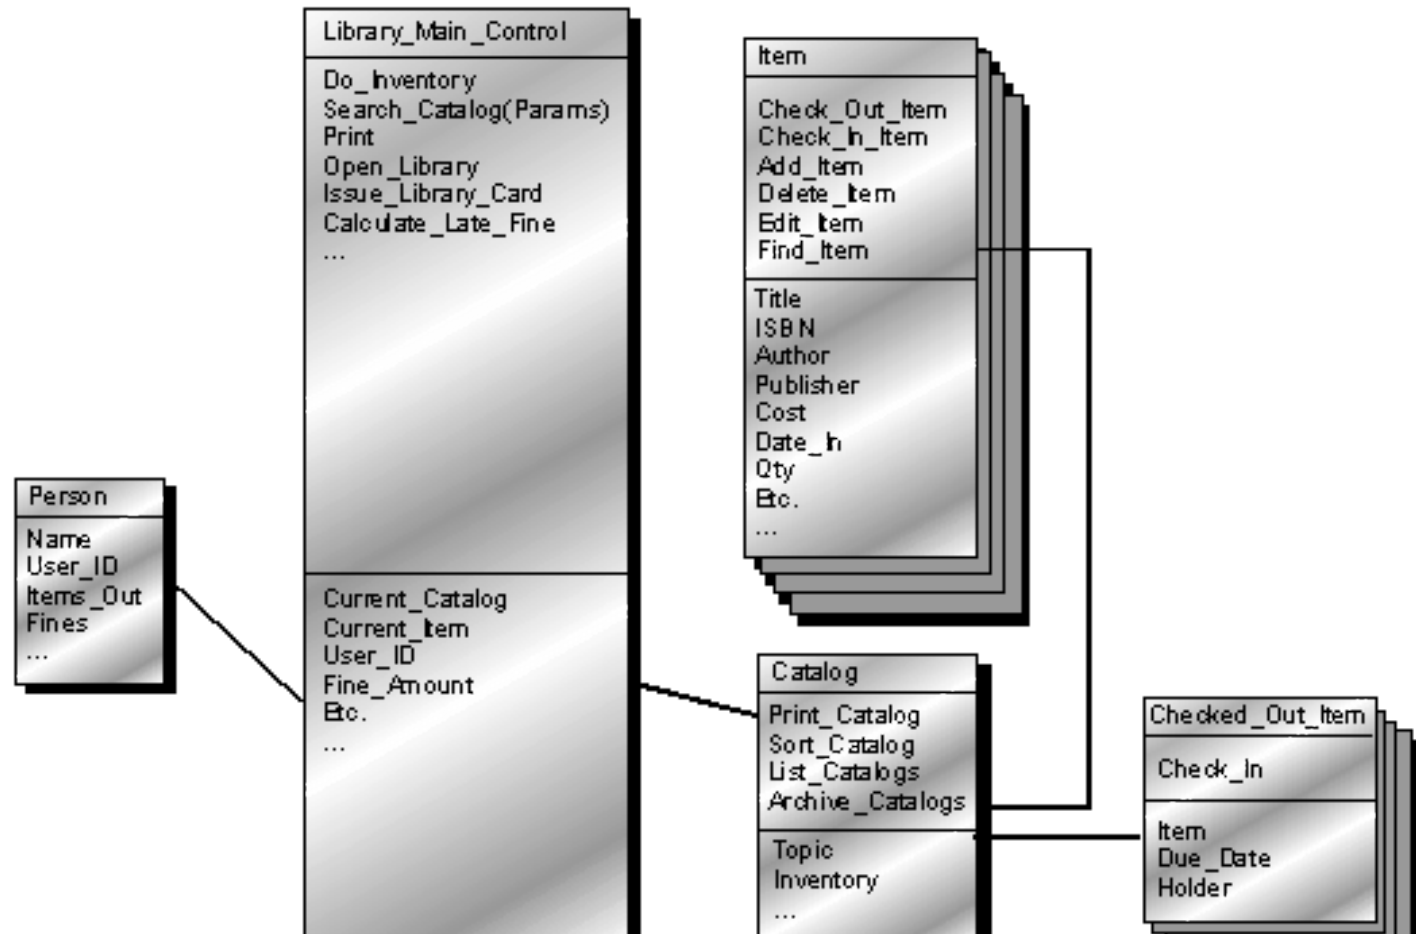 Library_Main_Control
Do_Inventory
Search_Catalog(Params)
Print
Open_Library
Issue_Library_Card
Calculate_Late_Fine
...
Current_Catalog
Current_Item
User_ID
Fine_Amount
Etc.
...
Item
Check_Out_Item
Check_In_Item
Add_Item
Delete_Item
Edit_Item
Find_Item
Title
ISBN
Author
Publisher
Cost
Date_In
Qty
Etc.
...
Person
Name
User_ID
Items_Out
Fines
...
Catalog
Print_Catalog
Sort_Catalog
List_Catalogs
Archive_Catalogs
Topic
Inventory
...
Checked_Out_Item
Check_In
Item
Due_Date
Holder